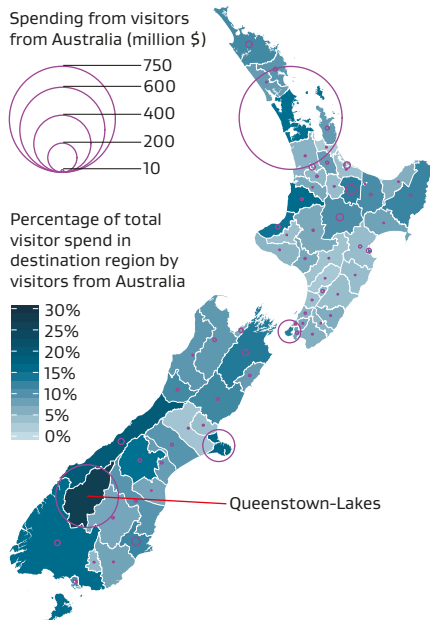 Spending from visitors
from Australia (million $)
750
600
400
200
10
Percentage of total
visitor spend in
destination region by
visitors from Australia
30%
25%
20%
15%
10%
5%
0%
Queenstown-Lakes